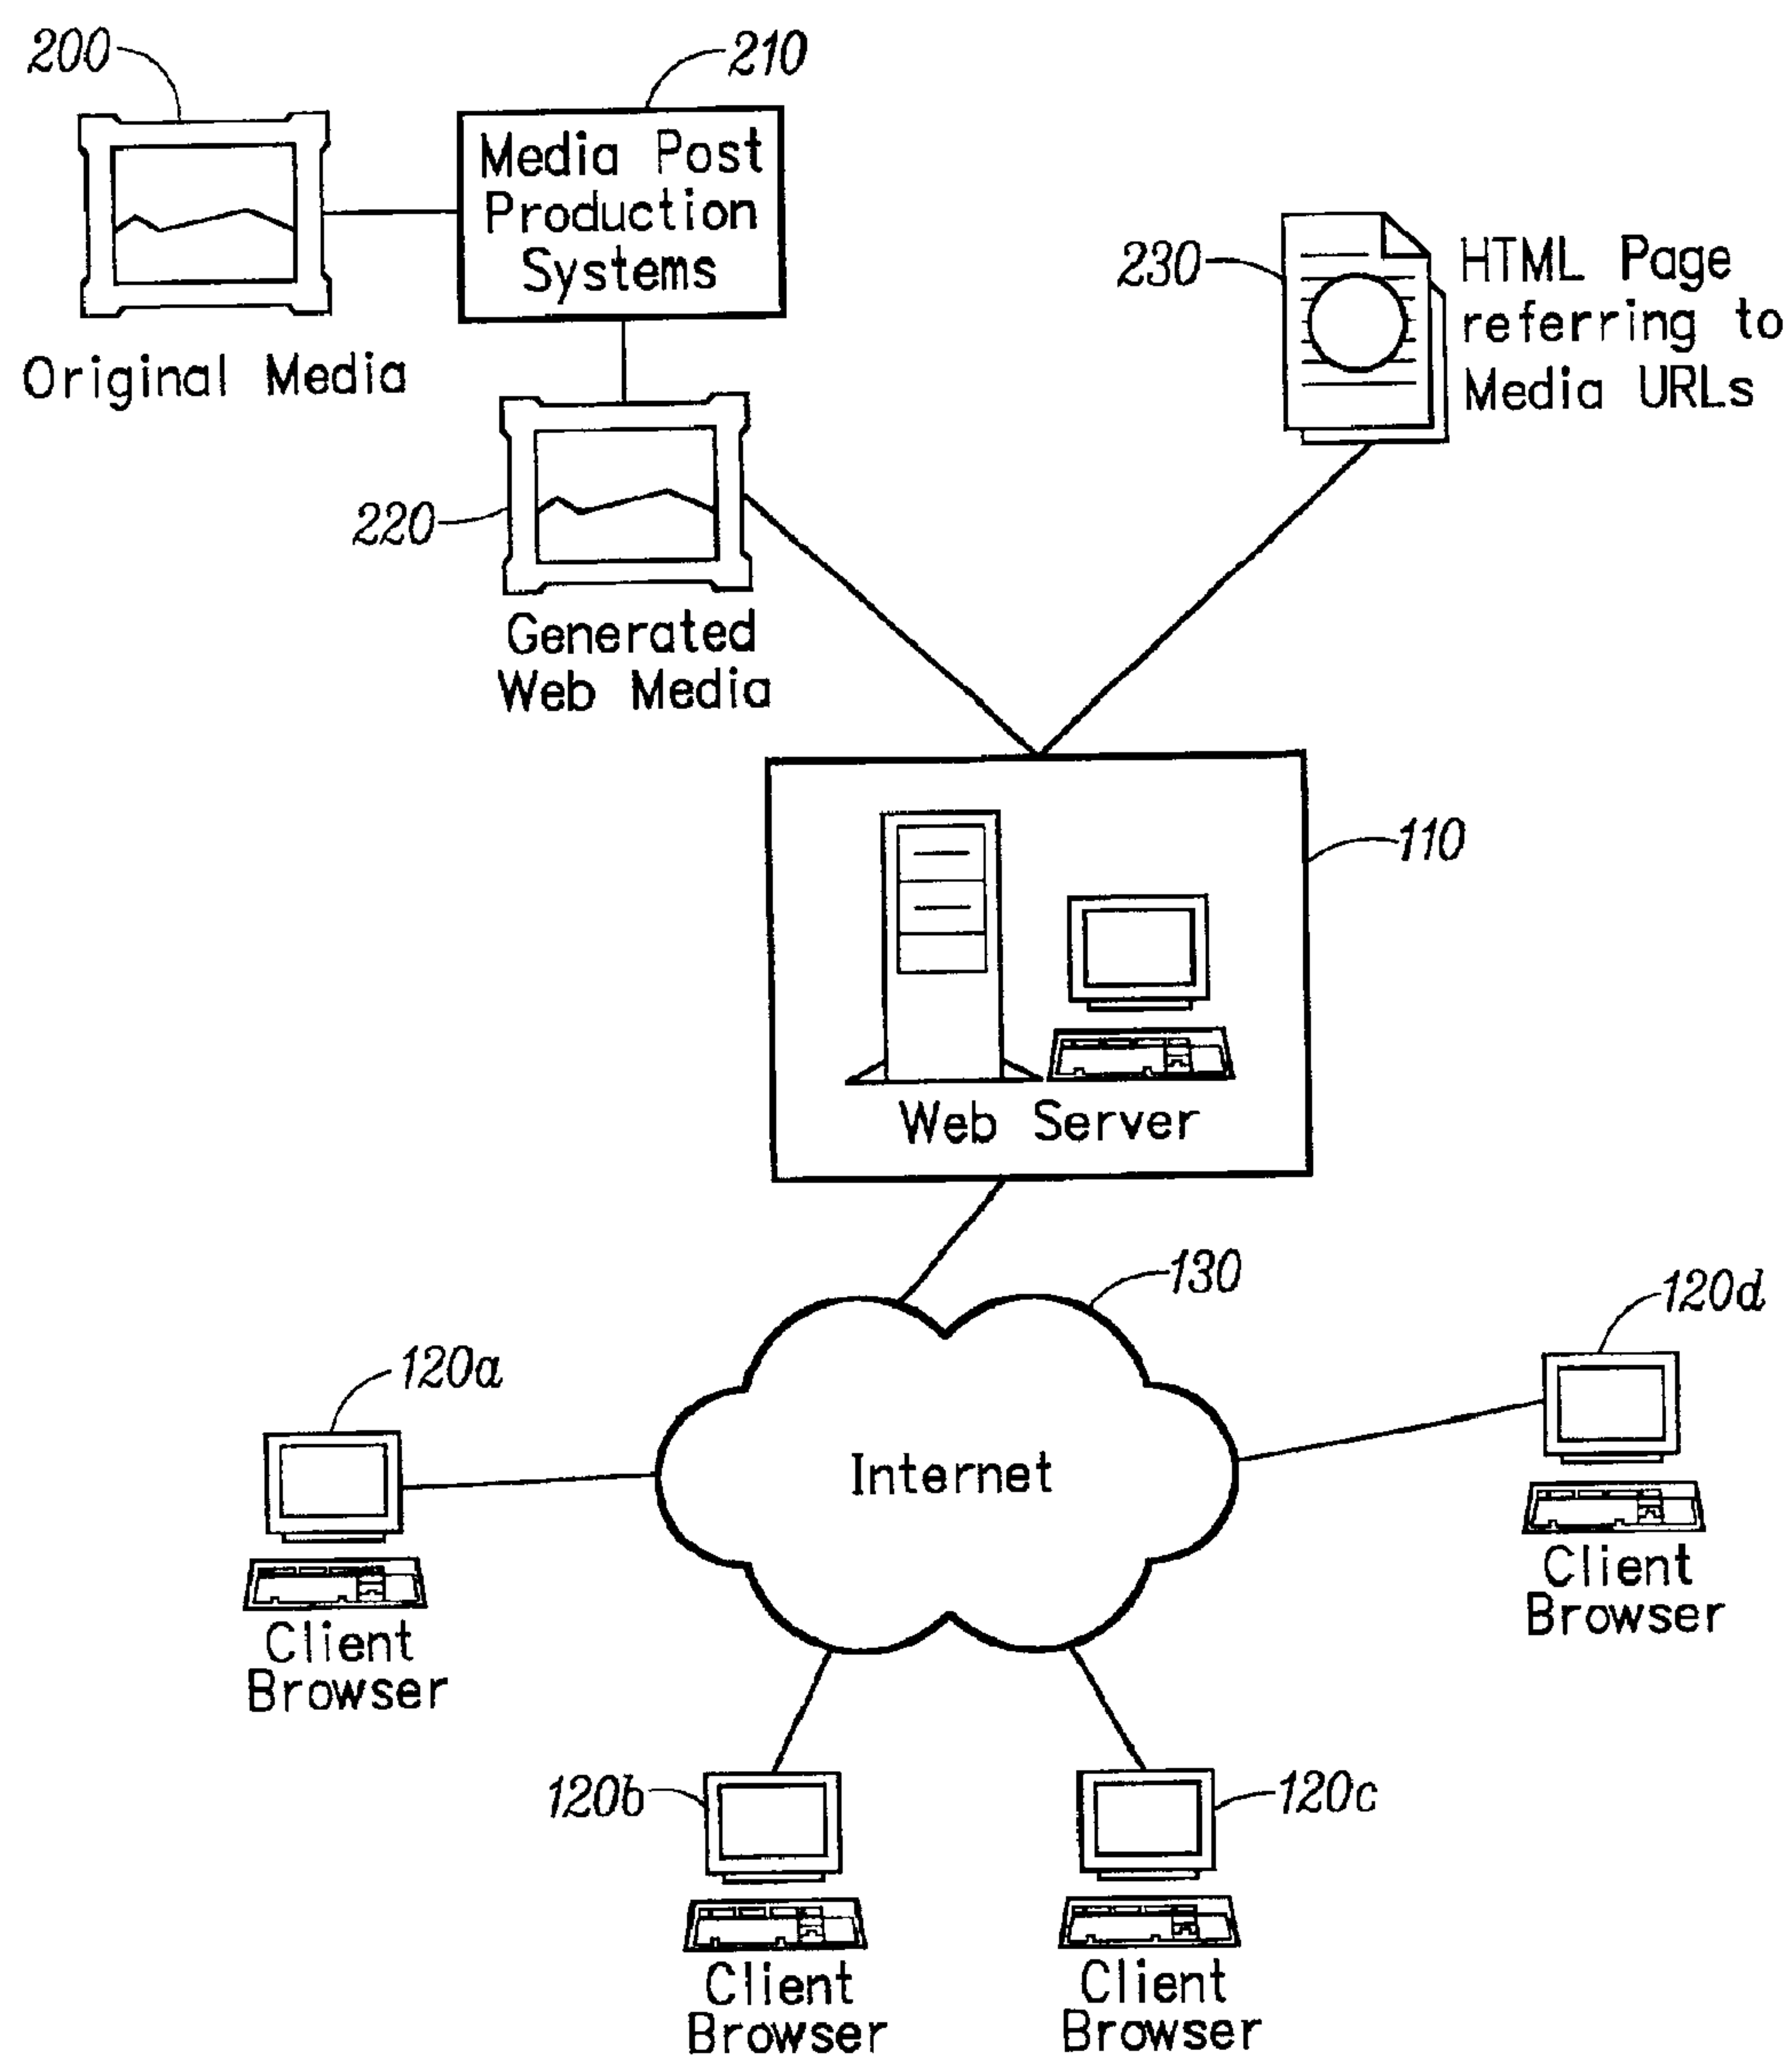 200
210
Media Post
Production
Systems
Original Media
230
HTML Page
referring to
Media URLs
220
Generated
Web Media
110
Web Server
130
120d
120a
Internet
Client
Browser
Client
Browser
120b
120c
Client
Browser
Client
Browser